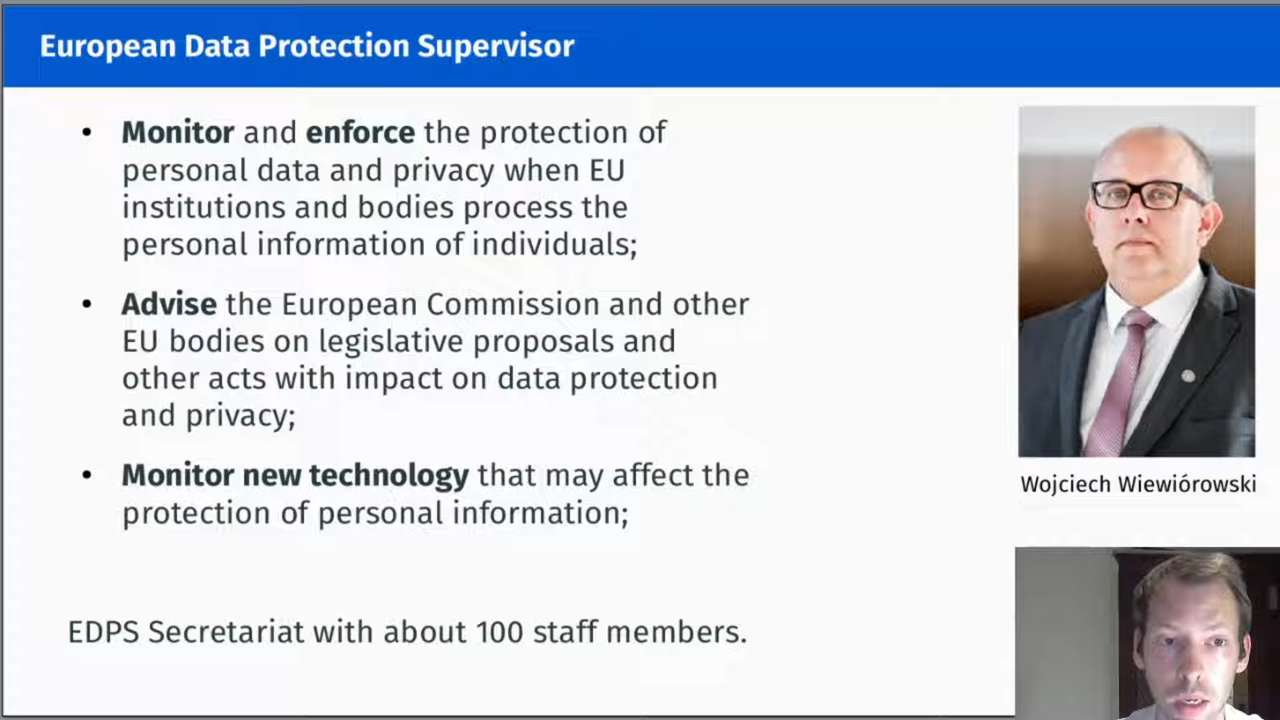 European Data Protection Supervisor
• Monitor and enforce the protection of
personal data and privacy when EU
institutions and bodies process the
personal information of individuals;
• Advise the European Commission and other
EU bodies on legislative proposals and
other acts with impact on data protection
and privacy;
• Monitor new technology that may affect the
protection of personal information;
EDPS Secretariat with about 100 staff members.
Wojciech Wiewiórowski